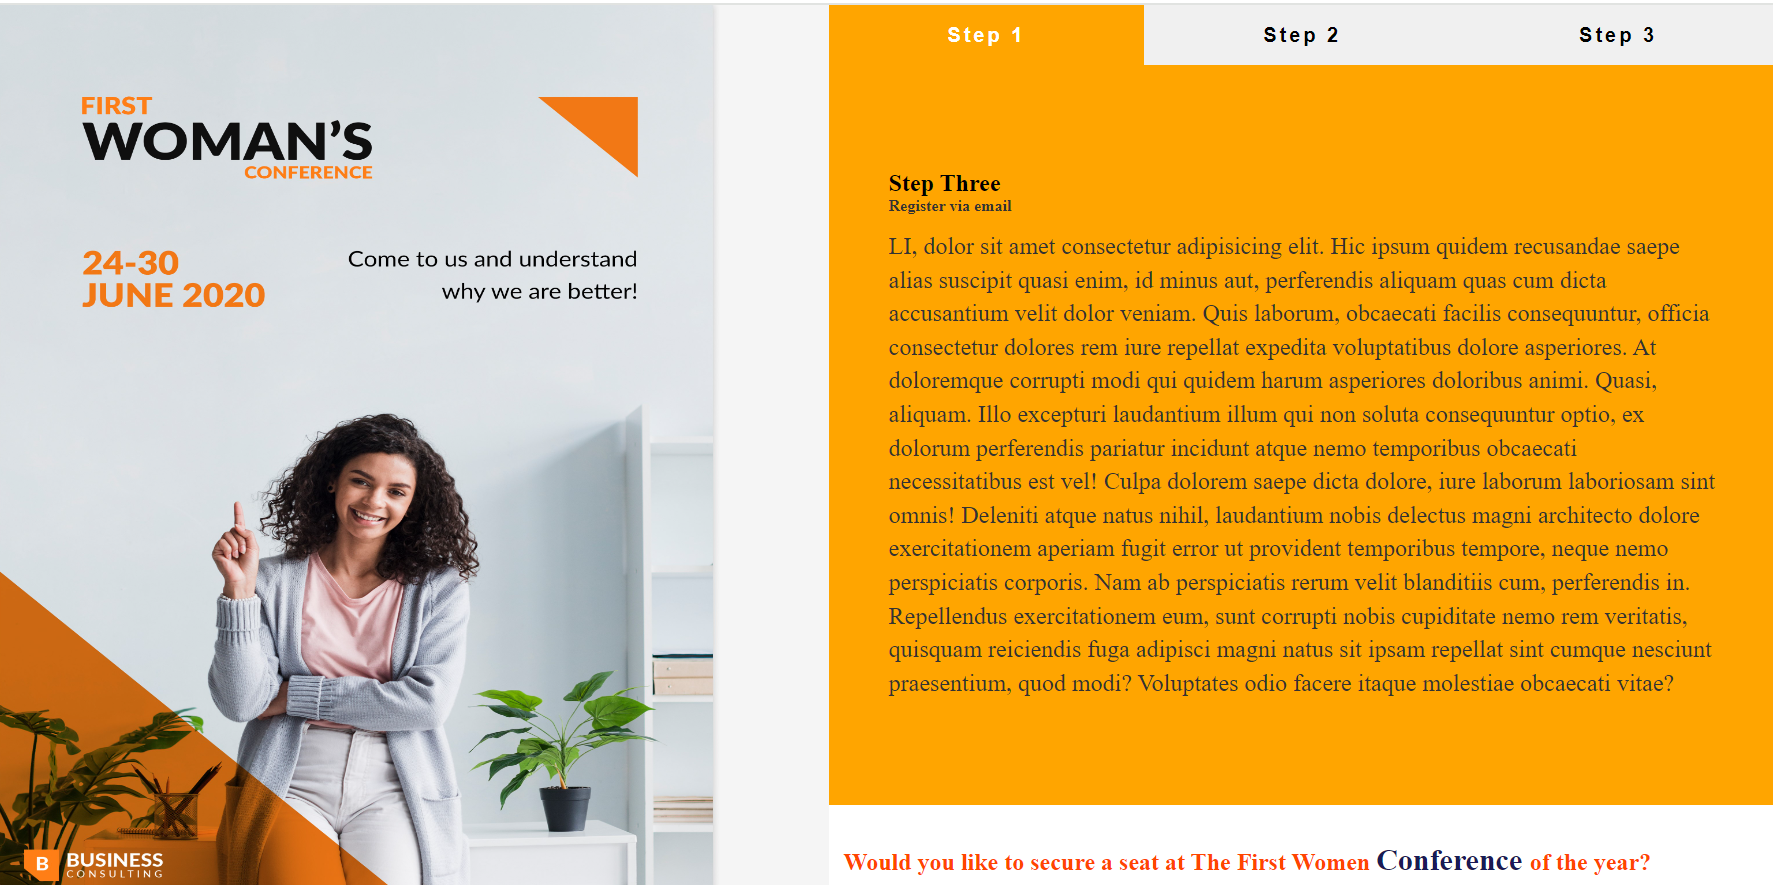 FIRST
WOMAN'S
CONFERENCE
24-30
JUNE 2020
Come to us and understand
why we are better!
B BUSINESS
CONSULTING
Step 1 Step 2 Step 3
Step Three
Register via email
LI, dolor sit amet consectetur adipisicing elit. Hic ipsum quidem recusandae saepe
alias suscipit quasi enim, id minus aut, perferendis aliquam quas cum dicta
accusantium velit dolor veniam. Quis laborum, obcaecati facilis consequuntur, officia
consectetur dolores rem iure repellat expedita voluptatibus dolore asperiores. At
doloremque corrupti modi qui quidem harum asperiores doloribus animi. Quasi,
aliquam. Illo excepturi laudantium illum qui non soluta consequuntur optio, ex
dolorum perferendis pariatur incidunt atque nemo temporibus obcaecati
necessitatibus est vel! Culpa dolorem saepe dicta dolore, iure laborum laboriosam sint
omnis! Deleniti atque natus nihil, laudantium nobis delectus magni architecto dolore
exercitationem aperiam fugit error ut provident temporibus tempore, neque nemo
perspiciatis corporis. Nam ab perspiciatis rerum velit blanditiis cum, perferendis in.
Repellendus exercitationem eum, sunt corrupti nobis cupiditate nemo rem veritatis,
quisquam reiciendis fuga adipisci magni natus sit ipsam repellat sint cumque nesciunt
praesentium, quod modi? Voluptates odio facere itaque molestiae obcaecati vitae?
Would you like to secure a seat at The First Women Conference of the year?